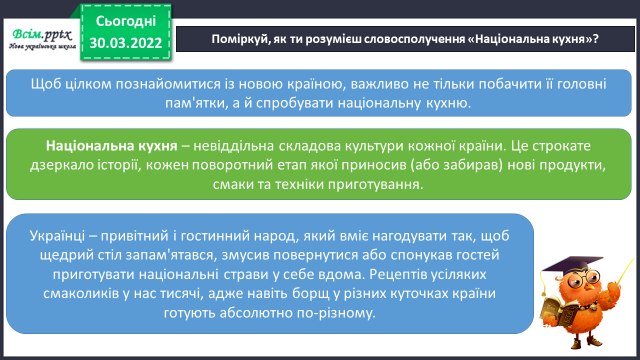 Всім.pptx
Нова українська школа
Сьогодні
30.03.2022
Поміркуй, як ти розумієш словосполучення «Національна кухня»?
Щоб цілком познайомитися із новою країною, важливо не тільки побачити її головні
пам'ятки, а й спробувати національну кухню.
Національна кухня – невіддільна складова культури кожної країни. Це строкате
дзеркало історії, кожен поворотний етап якої приносив (або забирав) нові продукти,
смаки та техніки приготування.
Українці – привітний і гостинний народ, який вміє нагодувати так, щоб
щедрий стіл запам'ятався, змусив повернутися або спонукав гостей
приготувати національні страви у себе вдома. Рецептів усіляких
смаколиків у нас тисячі, адже навіть борщ у різних куточках країни
готують абсолютно по-різному.